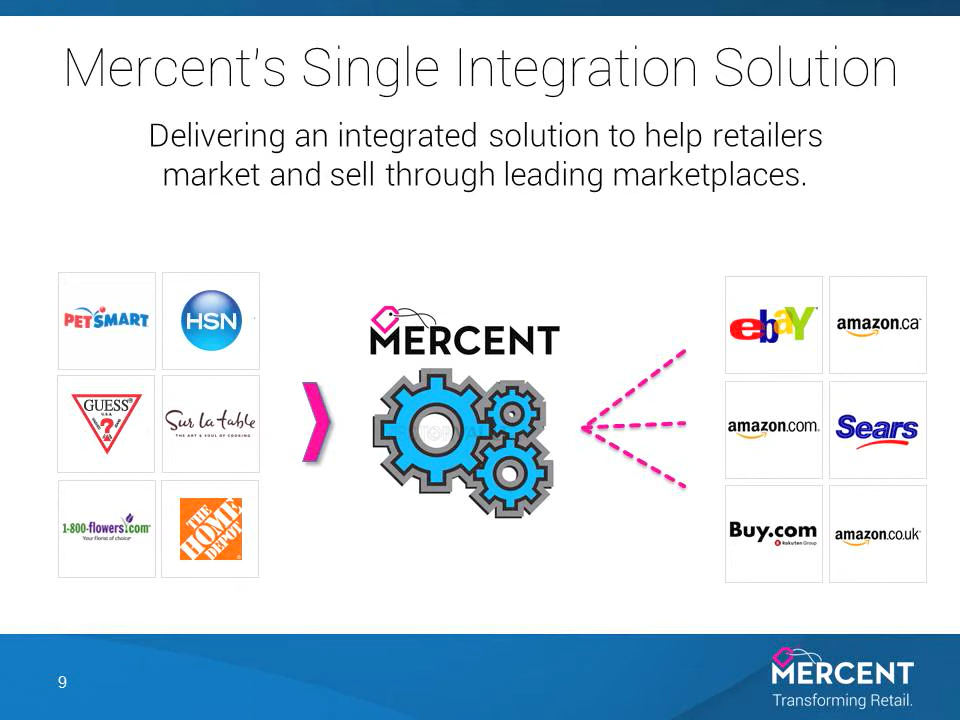 Mercent's Single Integration Solution
Delivering an integrated solution to help retailers
market and sell through leading marketplaces.
PETSMART
HSN
GUESS
U.S.A.
?
Sur la table
THE ART & SOUL OF COOKING
1-800-flowers.com
Your florist of choice
THE
HOME
DEPOT
MERCENT
ebaY
amazon.ca
amazon.com.
Sears
Buy.com
Rakuten Group
amazon.co.uk
9
MERCENT
Transforming Retail.